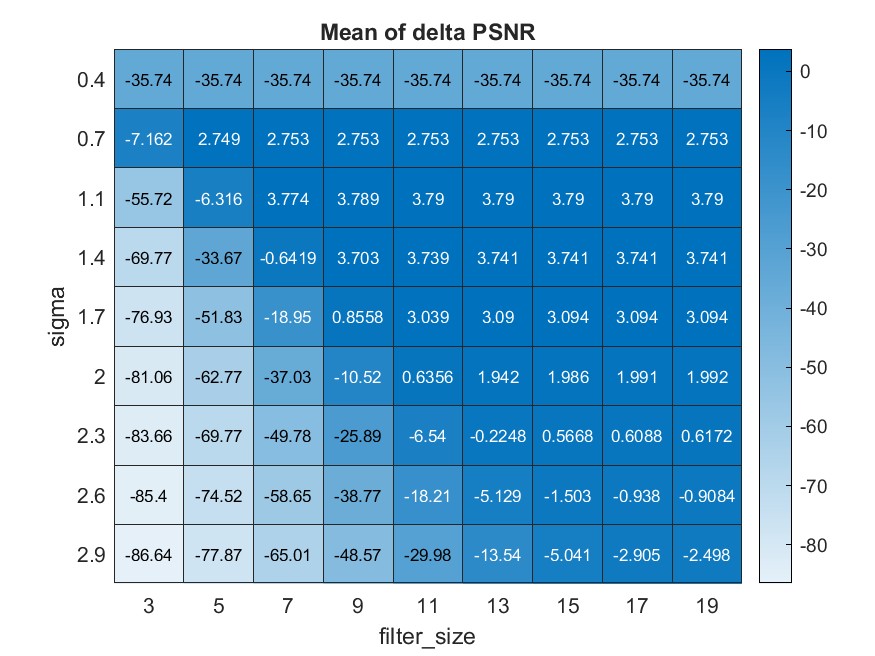 Mean of delta PSNR
0.4 -35.74 -35.74 -35.74 -35.74 -35.74 -35.74 -35.74 -35.74 -35.74
0.7 -7.162 2.749 2.753 2.753 2.753 2.753 2.753 2.753 2.753
1.1 -55.72 -6.316 3.774 3.789 3.79 3.79 3.79 3.79 3.79
1.4 -69.77 -33.67 -0.6419 3.703 3.739 3.741 3.741 3.741 3.741
1.7 -76.93 -51.83 -18.95 0.8558 3.039 3.09 3.094 3.094 3.094
2 -81.06 -62.77 -37.03 -10.52 0.6356 1.942 1.986 1.991 1.992
2.3 -83.66 -69.77 -49.78 -25.89 -6.54 -0.2248 0.5668 0.6088 0.6172
2.6 -85.4 -74.52 -58.65 -38.77 -18.21 -5.129 -1.503 -0.938 -0.9084
2.9 -86.64 -77.87 -65.01 -48.57 -29.98 -13.54 -5.041 -2.905 -2.498
3 5 7 9 11 13 15 17 19
filter_size
sigma
0
-10
-20
-30
-40
-50
-60
-70
-80